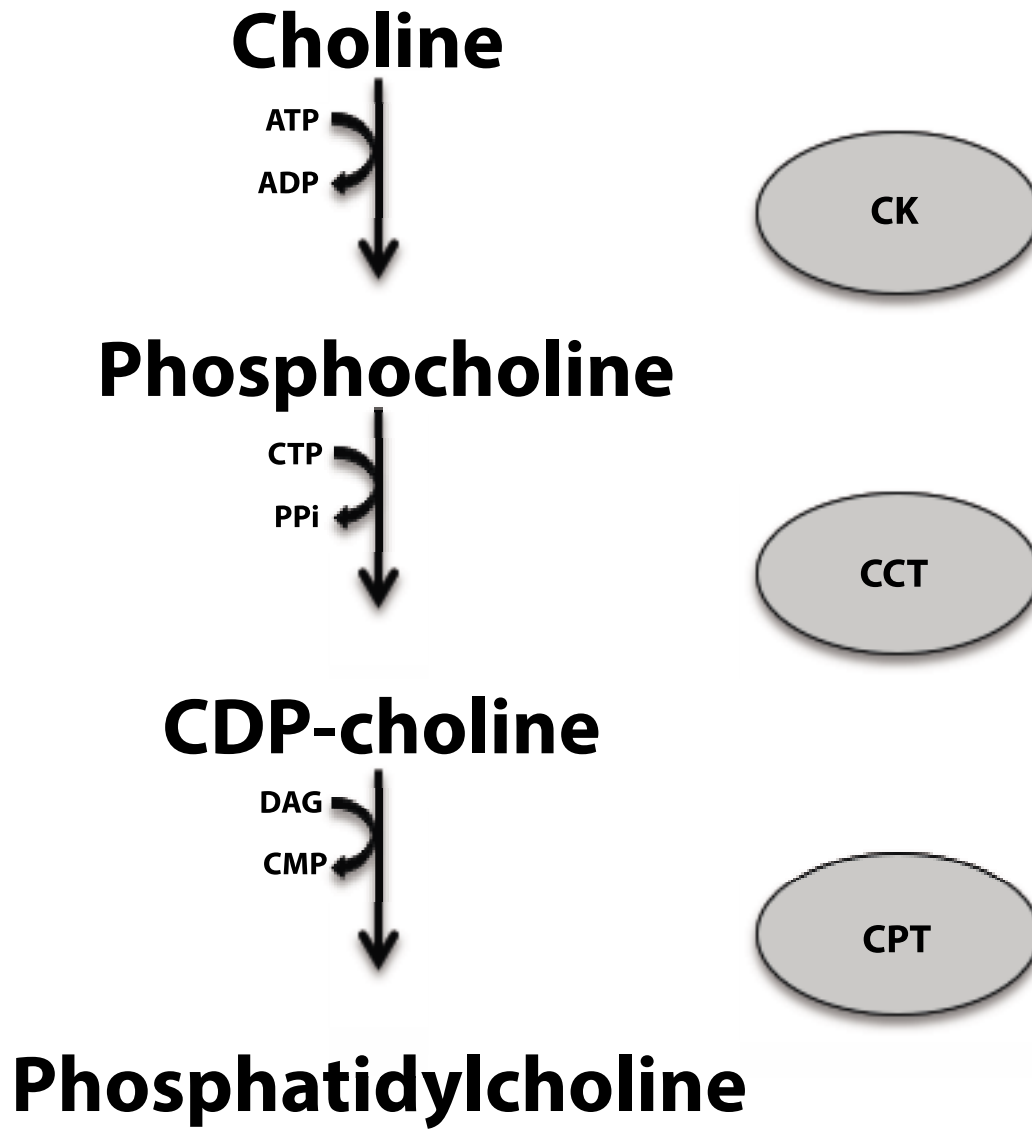 Choline
ATP
ADP
CK
Phosphocholine
CTP
PPi
CCT
CDP-choline
DAG
CMP
CPT
Phosphatidylcholine